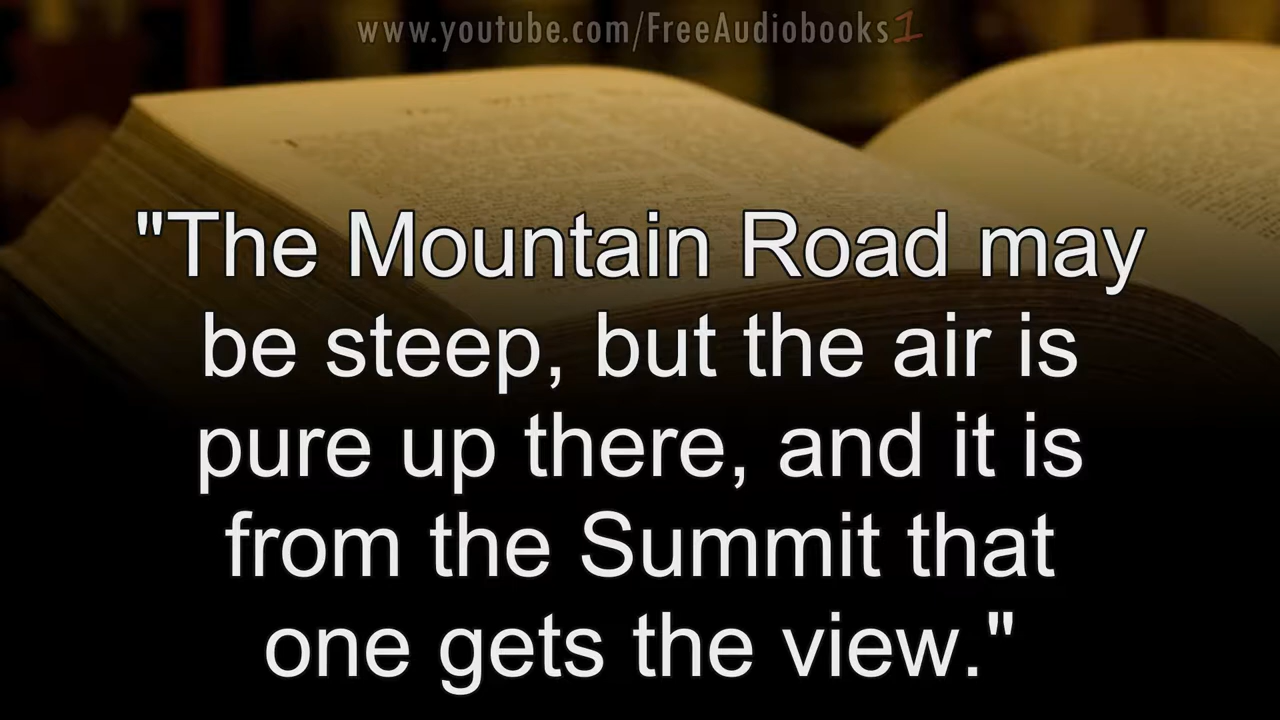 www.youtube.com/FreeAudiobooks1
"The Mountain Road may
be steep, but the air is
pure up there, and it is
from the Summit that
one gets the view."